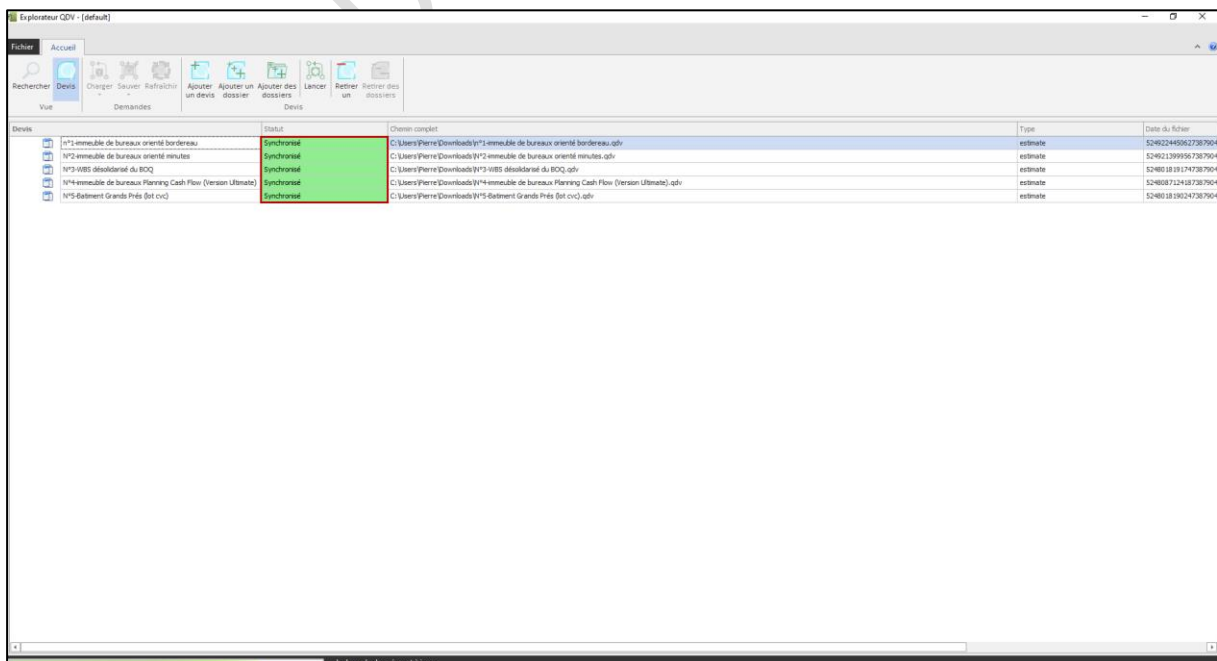 Explorateur QDV - [default]
Fichier Accueil
Rechercher Devis Charger Sauver Rafraîchir Ajouter un devis Ajouter un dossier Ajouter des dossiers Lancer Retirer un Retirer des dossiers
Vue Demandes Devis
Devis Statut Chemin complet Type Date du fichier
n°1-immeuble de bureaux orienté bordereau Synchronisé C:\Users\Pierre\Downloads\n°1-immeuble de bureaux orienté bordereau.qdv estimate 5249224450627387904
N°2-immeuble de bureaux orienté minutes Synchronisé C:\Users\Pierre\Downloads\N°2-immeuble de bureaux orienté minutes.qdv estimate 5249213999567387904
N°3-WBS désolidarisé du BOQ Synchronisé C:\Users\Pierre\Downloads\N°3-WBS désolidarisé du BOQ.qdv estimate 5248018191747387904
N°4-immeuble de bureaux Planning Cash Flow (Version Ultimate) Synchronisé C:\Users\Pierre\Downloads\N°4-immeuble de bureaux Planning Cash Flow (Version Ultimate).qdv estimate 5248087124187387904
N°5-Batiment Grands Prés (lot cvc) Synchronisé C:\Users\Pierre\Downloads\N°5-Batiment Grands Prés (lot cvc).qdv estimate 5248018190247387904